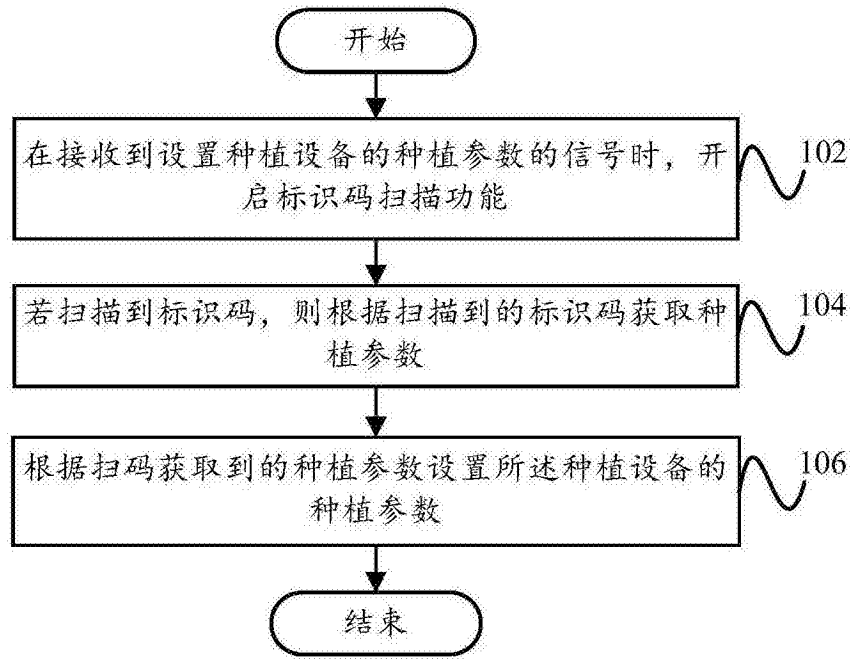 开始
在接收到设置种植设备的种植参数的信号时，开
启标识码扫描功能
102
若扫描到标识码，则根据扫描到的标识码获取种
植参数
104
根据扫码获取到的种植参数设置所述种植设备的
种植参数
106
结束